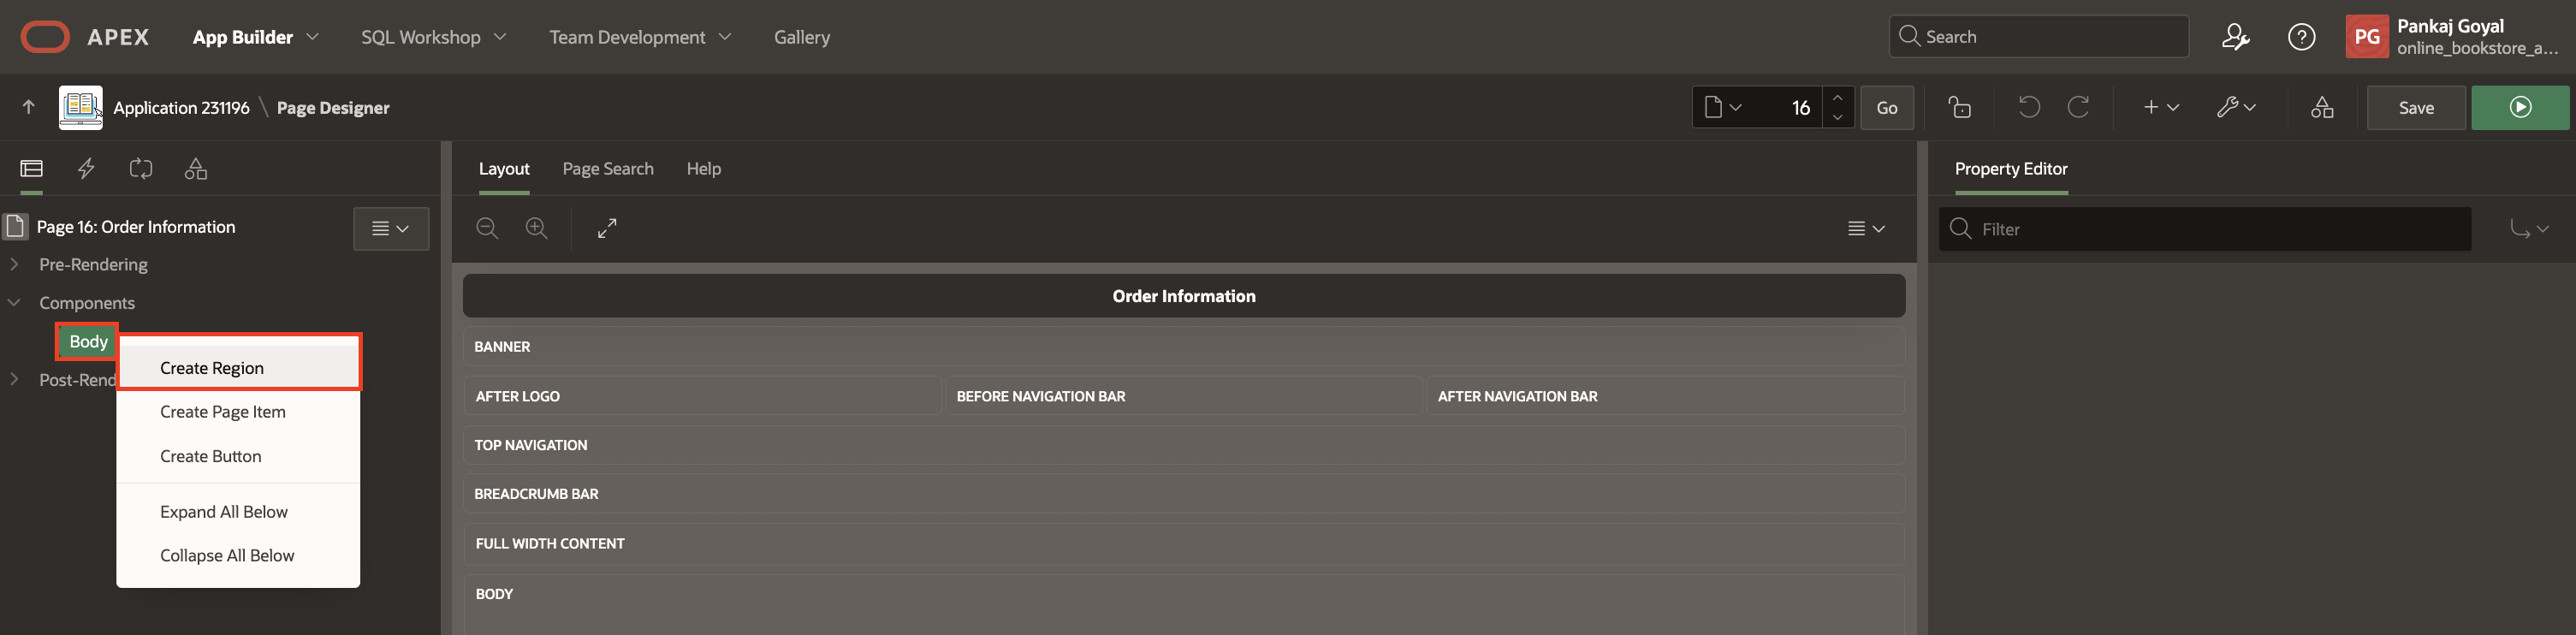 APEX App Builder SQL Workshop Team Development Gallery Search PG Pankaj Goyal
online_bookstore_a...
Application 231196 \ Page Designer 16 Go Save
Layout Page Search Help Property Editor
Page 16: Order Information Filter
Pre-Rendering
Components
Body
Post-Rend
Create Region
Create Page Item
Create Button
Expand All Below
Collapse All Below
Order Information
BANNER
AFTER LOGO BEFORE NAVIGATION BAR AFTER NAVIGATION BAR
TOP NAVIGATION
BREADCRUMB BAR
FULL WIDTH CONTENT
BODY